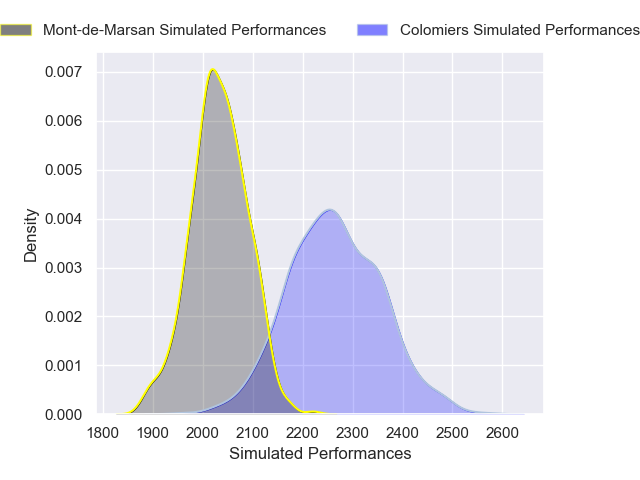 Mont-de-Marsan Simulated Performances Colomiers Simulated Performances
0.007
0.006
0.005
0.004
0.003
0.002
0.001
0.000
Density
1800 1900 2000 2100 2200 2300 2400 2500 2600
Simulated Performances